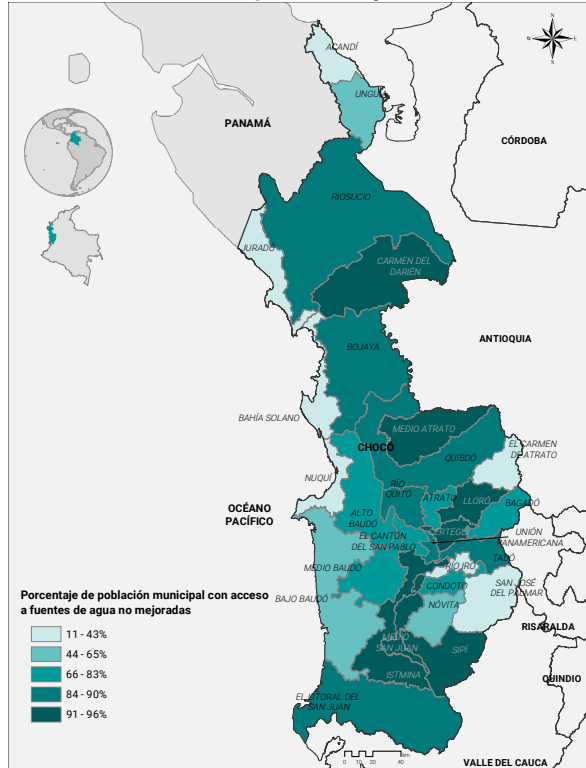 N
W
E
S
ACANDÍ
UNGUÍ
PANAMÁ
CÓRDOBA
RIOSUCIO
JURADÓ
CARMEN DEL
DARIÉN
ANTIOQUIA
BOJAYÁ
BAHÍA SOLANO
MEDIO ATRATO
CHOCÓ
EL CARMEN
DE ATRATO
QUIBDÓ
NUQUÍ
RÍO
QUITO
ATRATO
LLORÓ
BAGADÓ
OCÉANO
PACÍFICO
ALTO
BAUDÓ
CERTEGUI
UNIÓN
PANAMERICANA
EL CANTÓN
DEL SAN PABLO
TADÓ
MEDIO BAUDÓ
RÍO IRÓ
CONDOTO
SAN JOSÉ
DEL PALMAR
BAJO BAUDÓ
NÓVITA
RISARALDA
MEDIO
SAN JUAN
SIPÍ
ISTMINA
QUINDIO
EL LITORAL DEL
SAN JUAN
VALLE DEL CAUCA
Porcentaje de población municipal con acceso
a fuentes de agua no mejoradas
11 - 43%
44 - 65%
66 - 83%
84 - 90%
91 - 96%
0 10 20 40